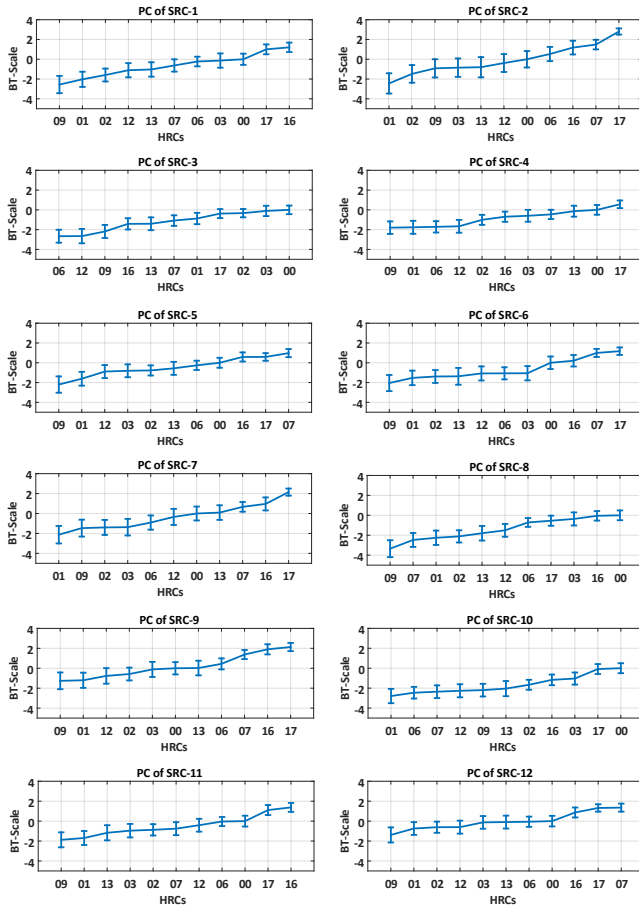 PC of SRC-1
4
2
0
-2
-4
BT-Scale
09 01 02 12 13 07 06 03 00 17 16
HRCs
PC of SRC-2
4
2
0
-2
-4
BT-Scale
01 02 09 03 13 12 00 06 16 07 17
HRCs
PC of SRC-3
4
2
0
-2
-4
BT-Scale
06 12 09 16 13 07 01 17 02 03 00
HRCs
PC of SRC-4
4
2
0
-2
-4
BT-Scale
09 01 06 12 02 16 03 07 13 00 17
HRCs
PC of SRC-5
4
2
0
-2
-4
BT-Scale
01 09 12 03 02 13 06 00 16 17 07
HRCs
PC of SRC-6
4
2
0
-2
-4
BT-Scale
09 01 02 13 12 06 03 00 16 07 17
HRCs
PC of SRC-7
4
2
0
-2
-4
BT-Scale
01 09 02 03 06 12 00 13 07 16 17
HRCs
PC of SRC-8
4
2
0
-2
-4
BT-Scale
09 07 01 02 13 12 06 17 03 16 00
HRCs
PC of SRC-9
4
2
0
-2
-4
BT-Scale
09 01 12 02 03 00 13 06 07 16 17
HRCs
PC of SRC-10
4
2
0
-2
-4
BT-Scale
01 06 07 12 09 13 02 16 03 17 00
HRCs
PC of SRC-11
4
2
0
-2
-4
BT-Scale
09 01 13 03 02 07 12 06 00 17 16
HRCs
PC of SRC-12
4
2
0
-2
-4
BT-Scale
09 01 02 12 03 13 06 00 16 17 07
HRCs